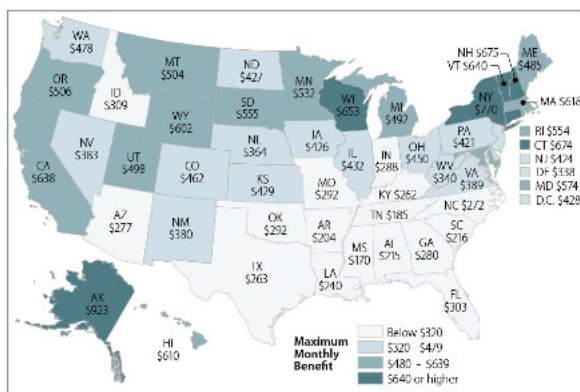 WA
$478
MT
$504
ND
$427
OR
$506
ID
$309
MN
$532
WI
$653
SD
$555
WY
$602
MI
$492
NH $675
VT $640
ME
$485
NY
$770
MA $618
RI $554
CT $674
NJ $424
DE $338
MD $574
D.C. $428
NV
$383
UT
$498
CA
$638
CO
$462
IA
$426
IL
$432
IN
$288
OH
$450
PA
$421
WV
$340
VA
$389
KS
$429
MO
$292
KY $262
NC $272
TN $185
SC
$216
AZ
$277
NM
$380
OK
$292
AR
$204
MS
$170
$215
GA
$280
TX
$263
LA
$240
FL
$303
AK
$923
HI
$610
$364
Maximum
Monthly
Benefit
Below $320
$320 - $479
$480 - $639
$640 or higher